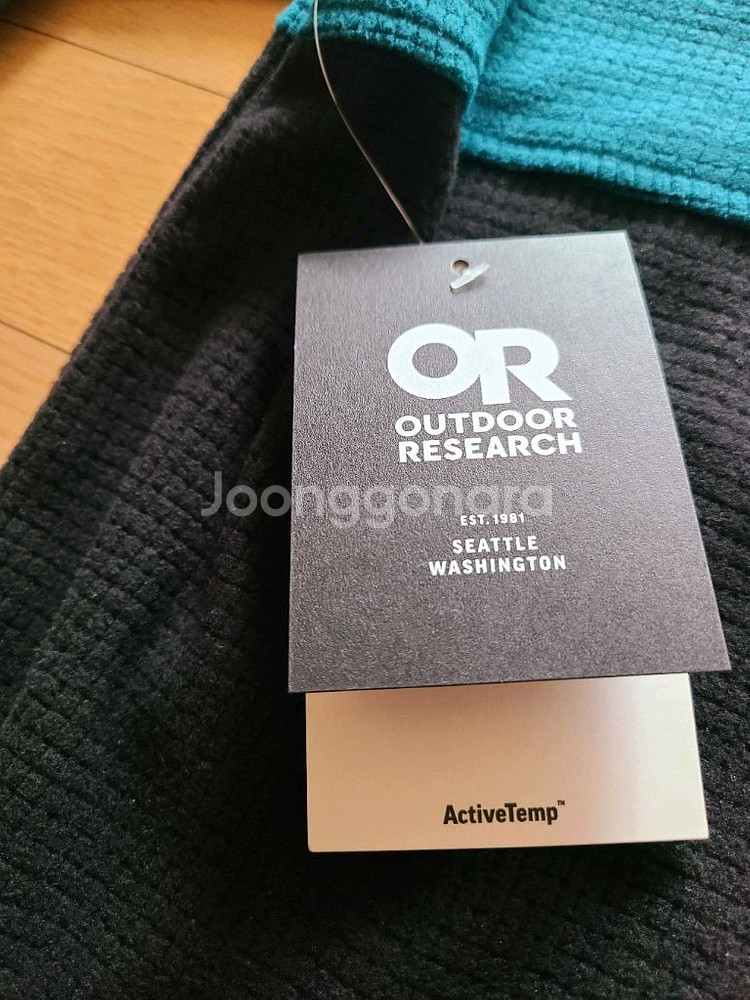 OR
OUTDOOR
RESEARCH
Joonggonara
EST. 1981
SEATTLE
WASHINGTON
ActiveTemp™